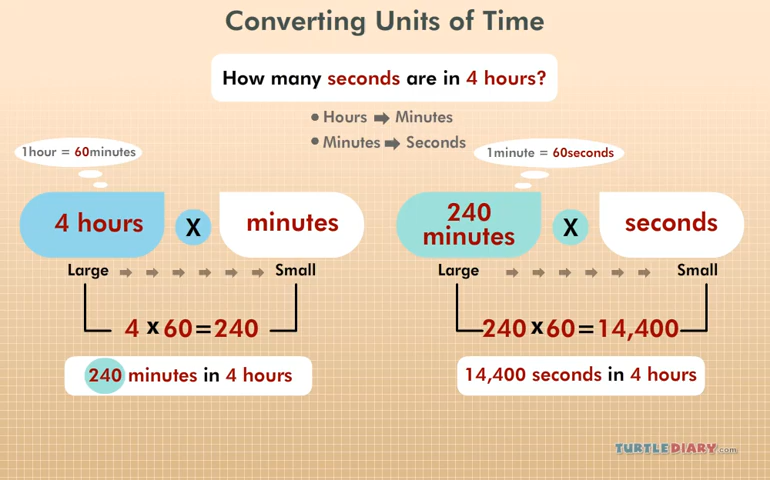 Converting Units of Time
How many seconds are in 4 hours?
• Hours ➡ Minutes
• Minutes ➡ Seconds
1hour = 60minutes
4 hours X minutes
Large Small
4 x 60=240
240 minutes in 4 hours
1minute = 60seconds
240
minutes X seconds
Large Small
240 x 60=14,400
14,400 seconds in 4 hours
TURTLEDIARY.com